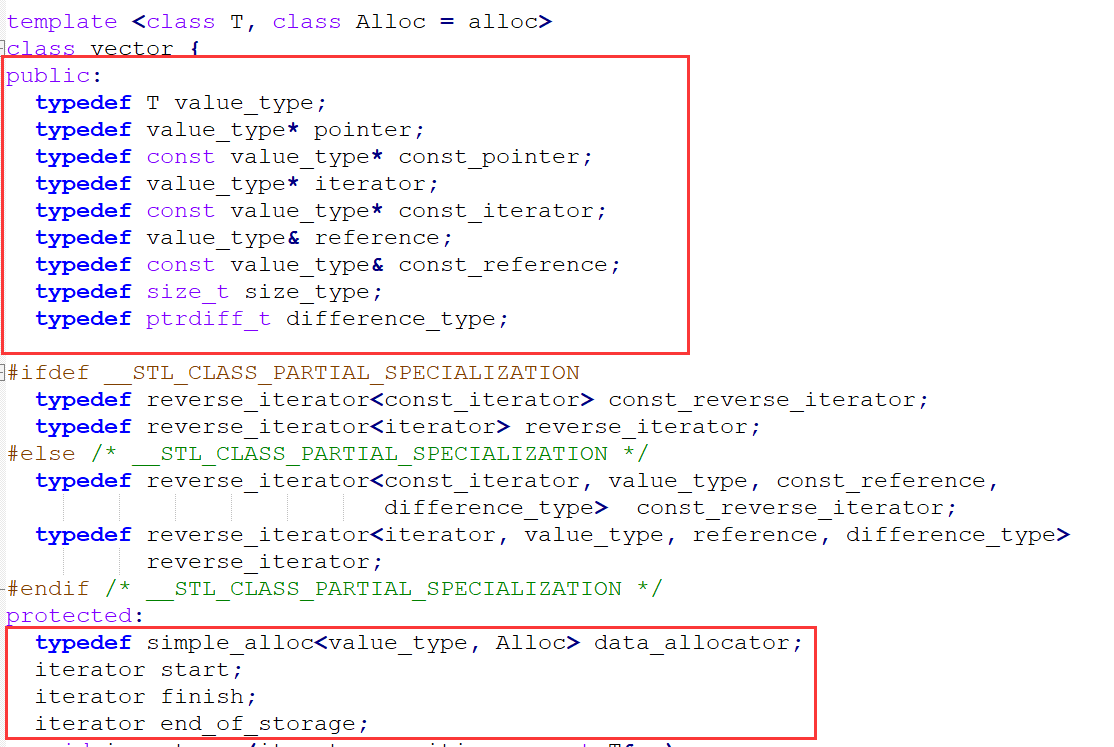 template <class T, class Alloc = alloc>
class vector {
public:
  typedef T value_type;
  typedef value_type* pointer;
  typedef const value_type* const_pointer;
  typedef value_type* iterator;
  typedef const value_type* const_iterator;
  typedef value_type& reference;
  typedef const value_type& const_reference;
  typedef size_t size_type;
  typedef ptrdiff_t difference_type;
#ifdef __STL_CLASS_PARTIAL_SPECIALIZATION
  typedef reverse_iterator<const_iterator> const_reverse_iterator;
  typedef reverse_iterator<iterator> reverse_iterator;
#else /* __STL_CLASS_PARTIAL_SPECIALIZATION */
  typedef reverse_iterator<const_iterator, value_type, const_reference,
                           difference_type>  const_reverse_iterator;
  typedef reverse_iterator<iterator, value_type, reference, difference_type>
          reverse_iterator;
#endif /* __STL_CLASS_PARTIAL_SPECIALIZATION */
protected:
  typedef simple_alloc<value_type, Alloc> data_allocator;
  iterator start;
  iterator finish;
  iterator end_of_storage;